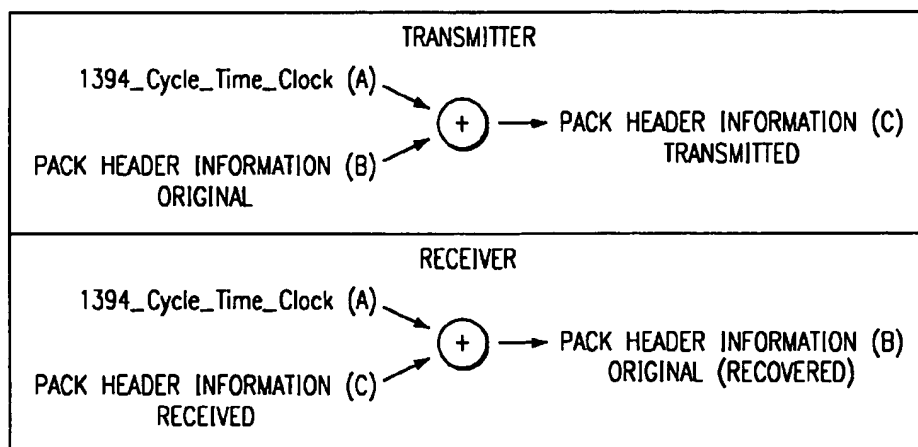 TRANSMITTER
1394_Cycle_Time_Clock (A)
+
PACK HEADER INFORMATION (B)
ORIGINAL
PACK HEADER INFORMATION (C)
TRANSMITTED
RECEIVER
1394_Cycle_Time_Clock (A)
+
PACK HEADER INFORMATION (C)
RECEIVED
PACK HEADER INFORMATION (B)
ORIGINAL (RECOVERED)